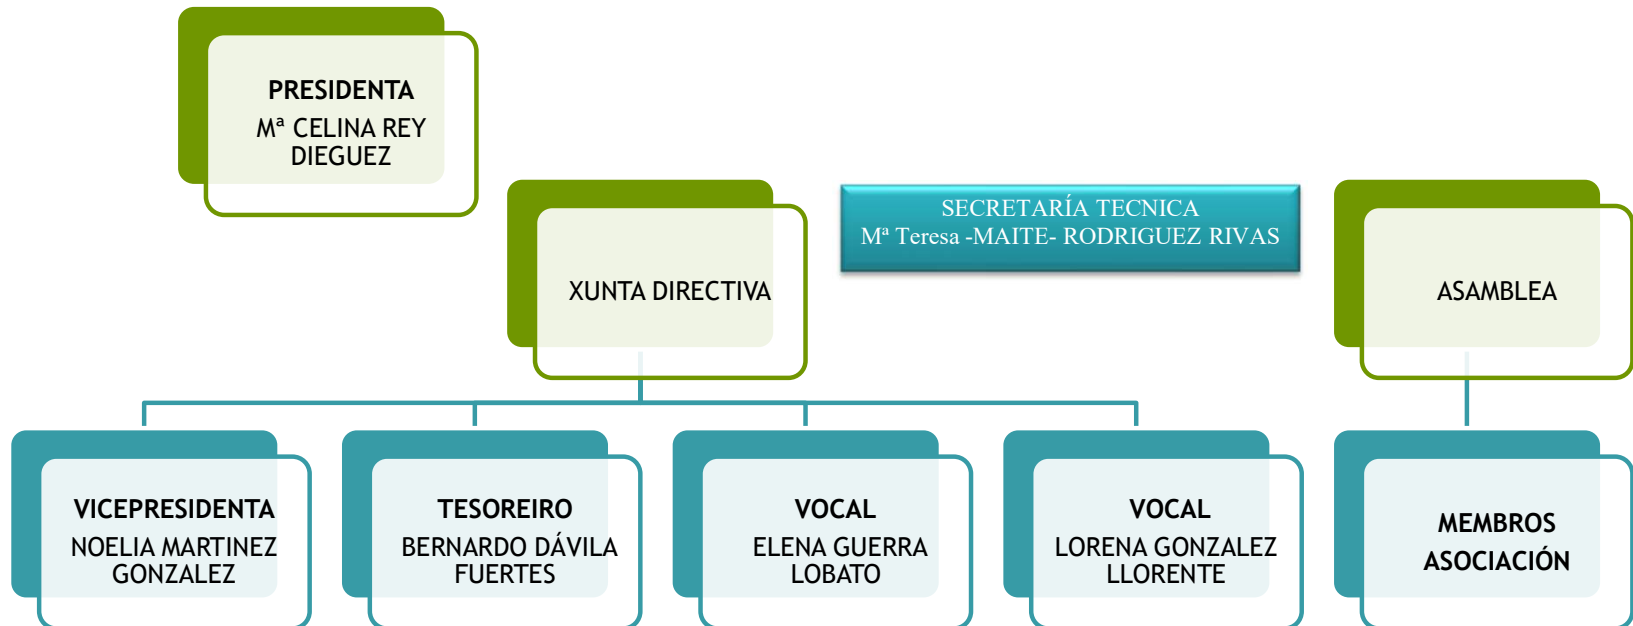 PRESIDENTA
Mª CELINA REY
DIEGUEZ
SECRETARÍA TECNICA
Mª Teresa -MAITE- RODRIGUEZ RIVAS
XUNTA DIRECTIVA
ASAMBLEA
VICEPRESIDENTA
NOELIA MARTINEZ
GONZALEZ
TESOREIRO
BERNARDO DÁVILA
FUERTES
VOCAL
ELENA GUERRA
LOBATO
VOCAL
LORENA GONZALEZ
LLORENTE
MEMBROS
ASOCIACIÓN